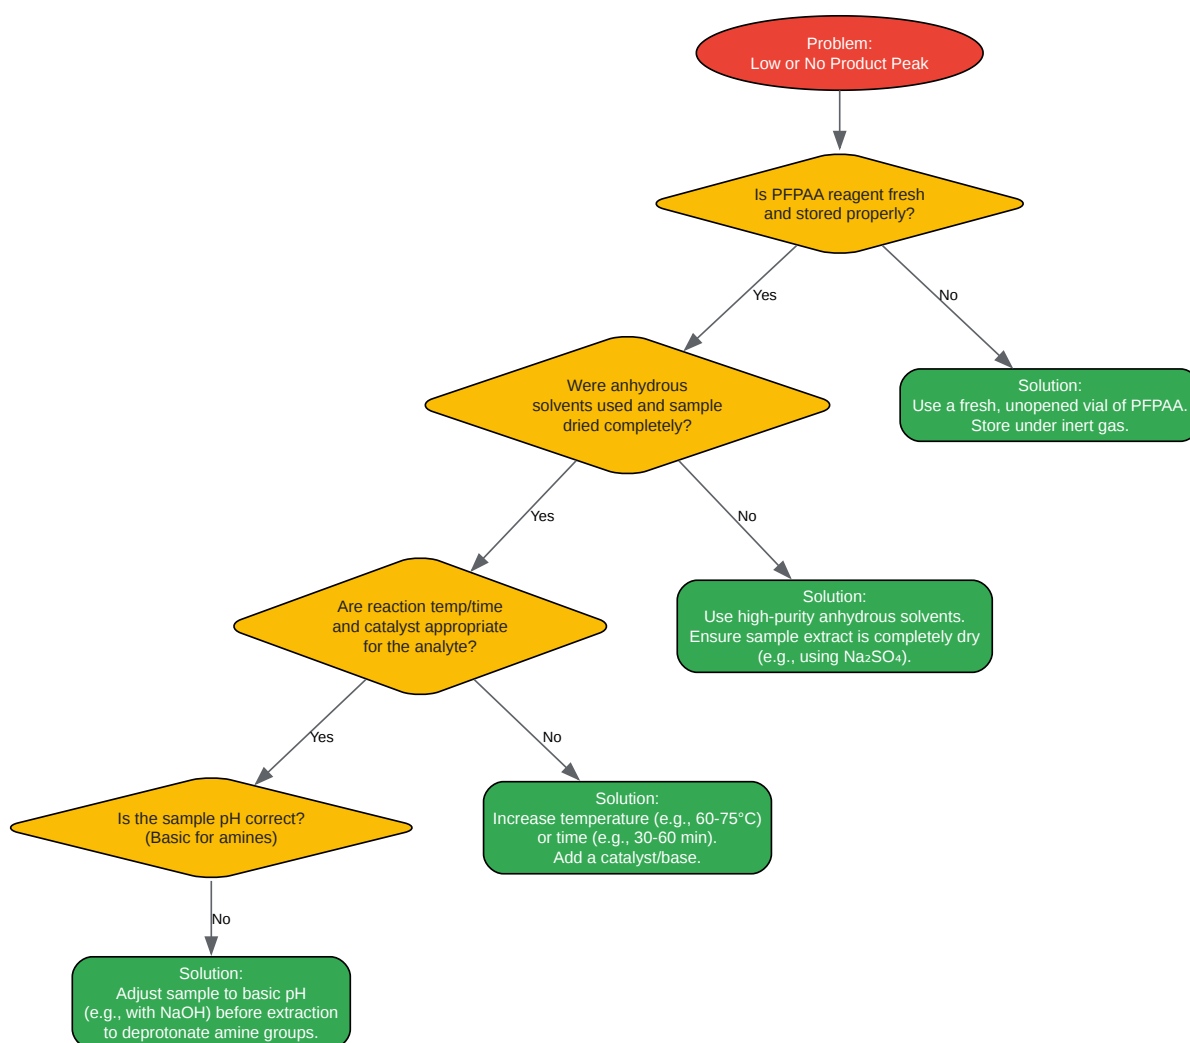 Problem:
Low or No Product Peak
Is PFPAA reagent fresh
and stored properly?
Yes
No
Were anhydrous
solvents used and sample
dried completely?
Solution:
Use a fresh, unopened vial of PFPAA.
Store under inert gas.
Yes
No
Are reaction temp/time
and catalyst appropriate
for the analyte?
Solution:
Use high-purity anhydrous solvents.
Ensure sample extract is completely dry
(e.g., using Na₂SO₄).
Yes
No
Is the sample pH correct?
(Basic for amines)
Solution:
Increase temperature (e.g., 60-75°C)
or time (e.g., 30-60 min).
Add a catalyst/base.
No
Solution:
Adjust sample to basic pH
(e.g., with NaOH) before extraction
to deprotonate amine groups.